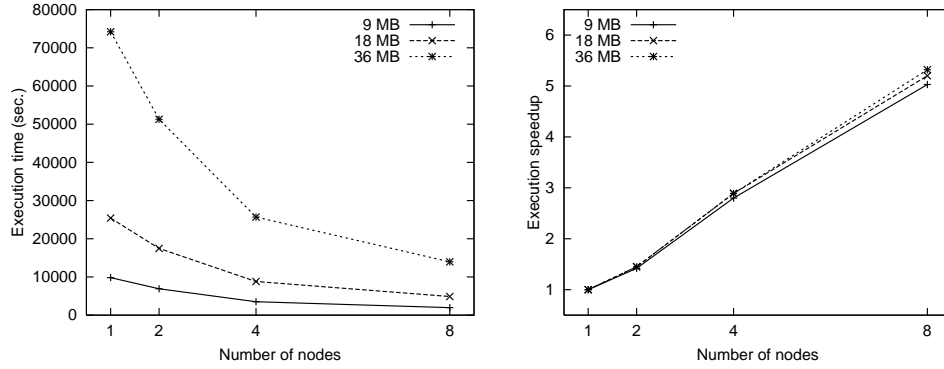 80000
70000
60000
50000
40000
30000
20000
10000
0
Execution time (sec.)
9 MB
18 MB
36 MB
1 2 4 8
Number of nodes
6
5
4
3
2
1
Execution speedup
9 MB
18 MB
36 MB
1 2 4 8
Number of nodes